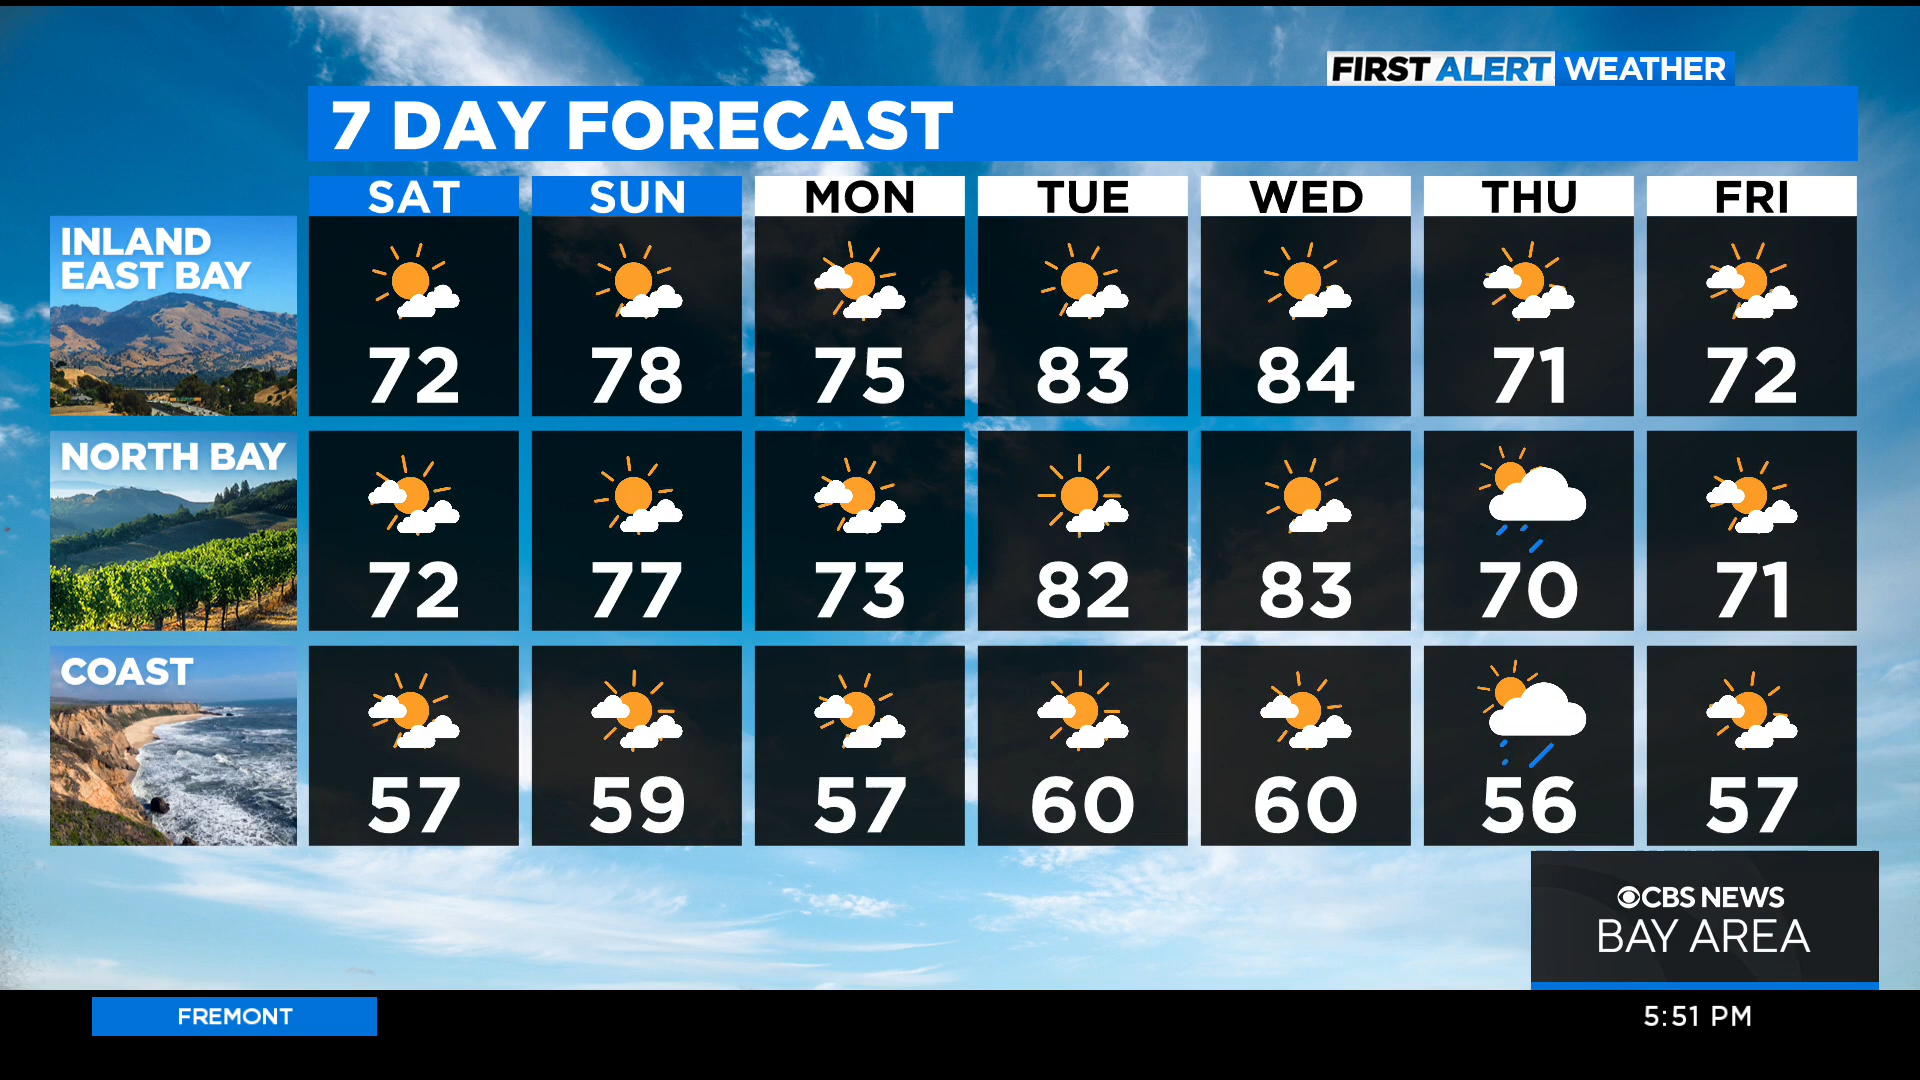 FIRST ALERT WEATHER
7 DAY FORECAST
SAT SUN MON TUE WED THU FRI
INLAND
EAST BAY
72 78 75 83 84 71 72
NORTH BAY
72 77 73 82 83 70 71
COAST
57 59 57 60 60 56 57
CBS NEWS
BAY AREA
FREMONT
5:51 PM